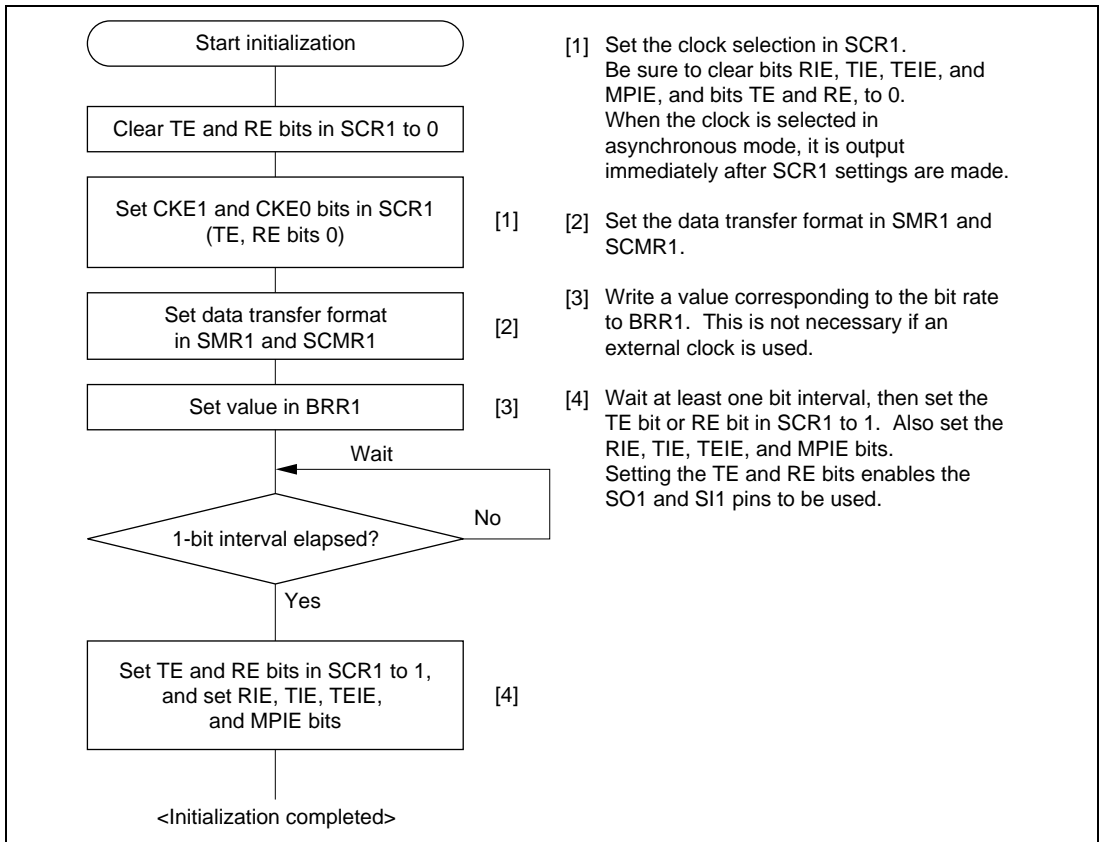 Start initialization
Clear TE and RE bits in SCR1 to 0
Set CKE1 and CKE0 bits in SCR1
(TE, RE bits 0)
[1]
Set data transfer format
in SMR1 and SCMR1
[2]
Set value in BRR1
[3]
Wait
1-bit interval elapsed?
No
Yes
Set TE and RE bits in SCR1 to 1,
and set RIE, TIE, TEIE,
and MPIE bits
[4]
<Initialization completed>
[1] Set the clock selection in SCR1.
Be sure to clear bits RIE, TIE, TEIE, and
MPIE, and bits TE and RE, to 0.
When the clock is selected in
asynchronous mode, it is output
immediately after SCR1 settings are made.
[2] Set the data transfer format in SMR1 and
SCMR1.
[3] Write a value corresponding to the bit rate
to BRR1. This is not necessary if an
external clock is used.
[4] Wait at least one bit interval, then set the
TE bit or RE bit in SCR1 to 1. Also set the
RIE, TIE, TEIE, and MPIE bits.
Setting the TE and RE bits enables the
SO1 and SI1 pins to be used.